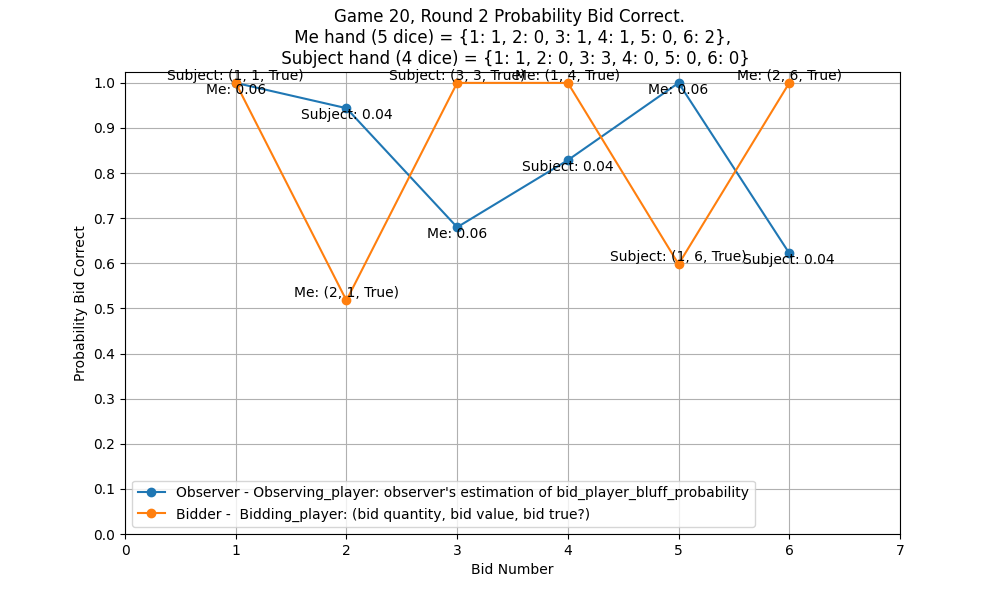 Game 20, Round 2 Probability Bid Correct.
Me hand (5 dice) = {1: 1, 2: 0, 3: 1, 4: 1, 5: 0, 6: 2},
Subject hand (4 dice) = {1: 1, 2: 0, 3: 3, 4: 0, 5: 0, 6: 0}
Subject: (1, 1, True)
Subject: (3, 3, True)
Me: (1, 4, True)
Me: (2, 6, True)
Me: 0.06
Me: 0.06
Subject: 0.04
Subject: 0.04
Me: 0.06
Subject: (1, 6, True)
Subject: 0.04
Me: (2, 1, True)
1.0
0.9
0.8
0.7
0.6
0.5
0.4
0.3
0.2
0.1
0.0
Probability Bid Correct
Observer - Observing_player: observer's estimation of bid_player_bluff_probability
Bidder -  Bidding_player: (bid quantity, bid value, bid true?)
0 1 2 3 4 5 6 7
Bid Number